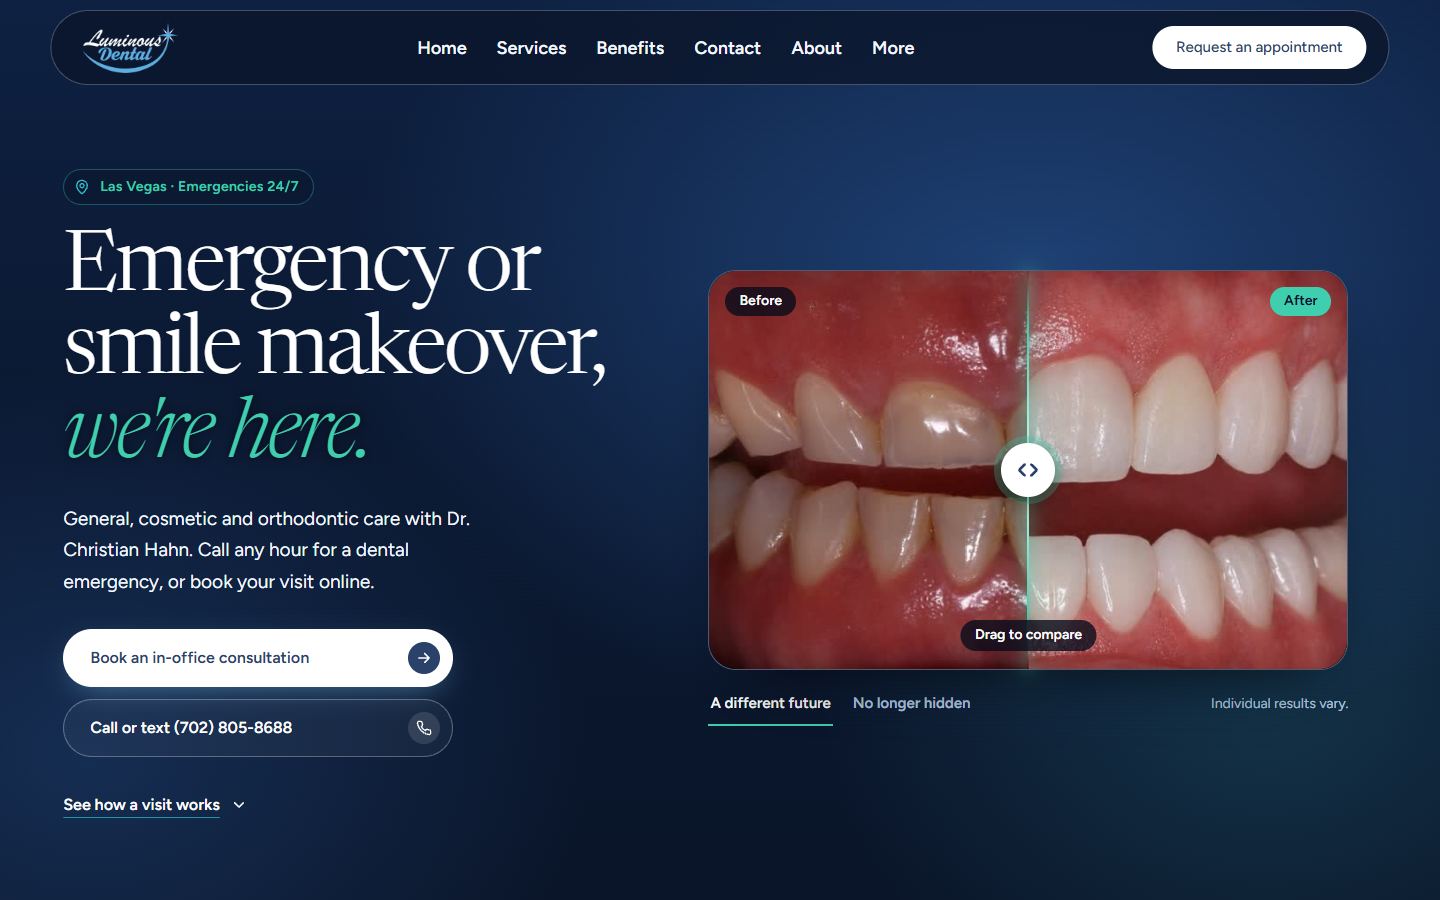 Luminous
Dental
Home
Services
Benefits
Contact
About
More
Request an appointment
Las Vegas · Emergencies 24/7
Emergency or
smile makeover,
we're here.
General, cosmetic and orthodontic care with Dr.
Christian Hahn. Call any hour for a dental
emergency, or book your visit online.
Book an in-office consultation
Call or text (702) 805-8688
See how a visit works
Before
After
Drag to compare
A different future
No longer hidden
Individual results vary.